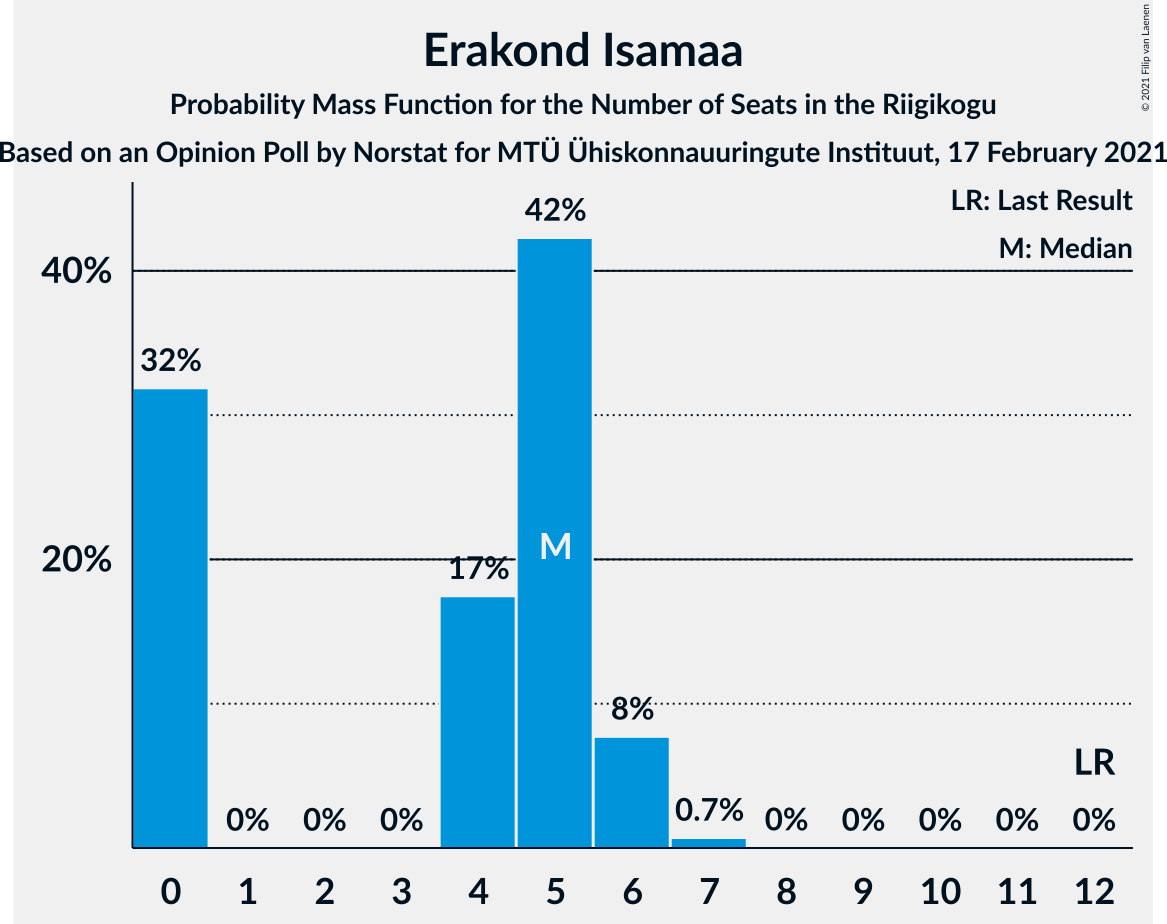 Erakond Isamaa
Probability Mass Function for the Number of Seats in the Riigikogu
Based on an Opinion Poll by Norstat for MTÜ Ühiskonnauuringute Instituut, 17 February 2021
© 2021 Filip van Laenen
LR: Last Result
M: Median
40%
20%
32%
0%
0%
0%
17%
42%
M
8%
0.7%
0%
0%
0%
0%
LR
0%
0 1 2 3 4 5 6 7 8 9 10 11 12